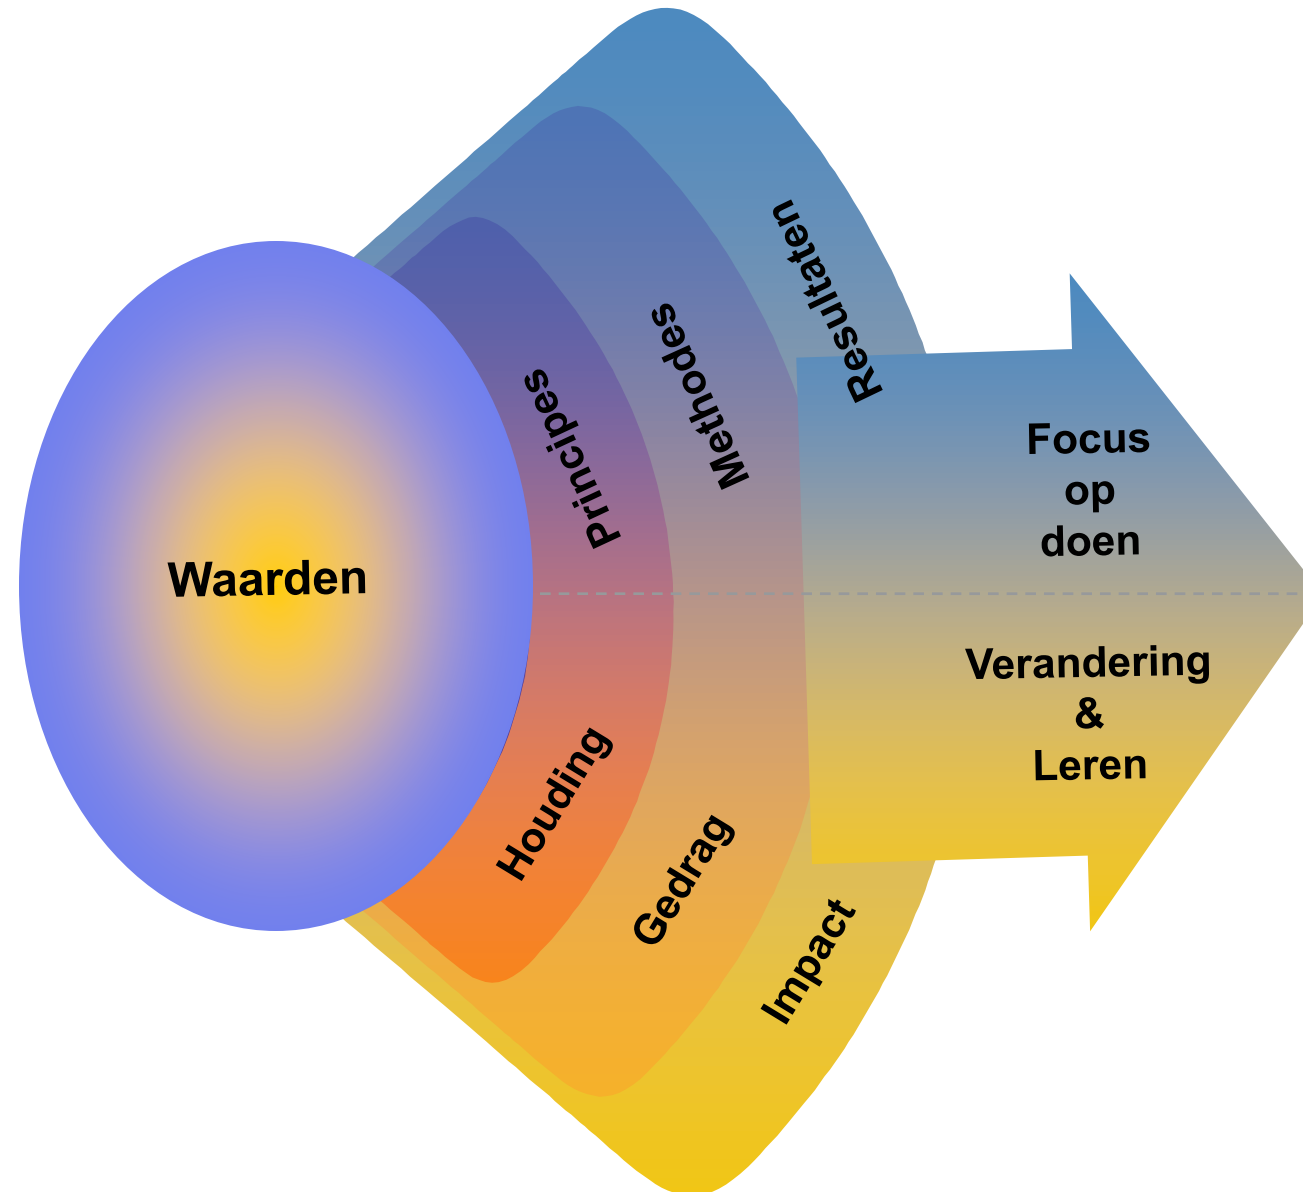 Waarden
Principes
Methodes
Resultaten
Houding
Gedrag
Impact
Focus
op
doen
Verandering
&
Leren